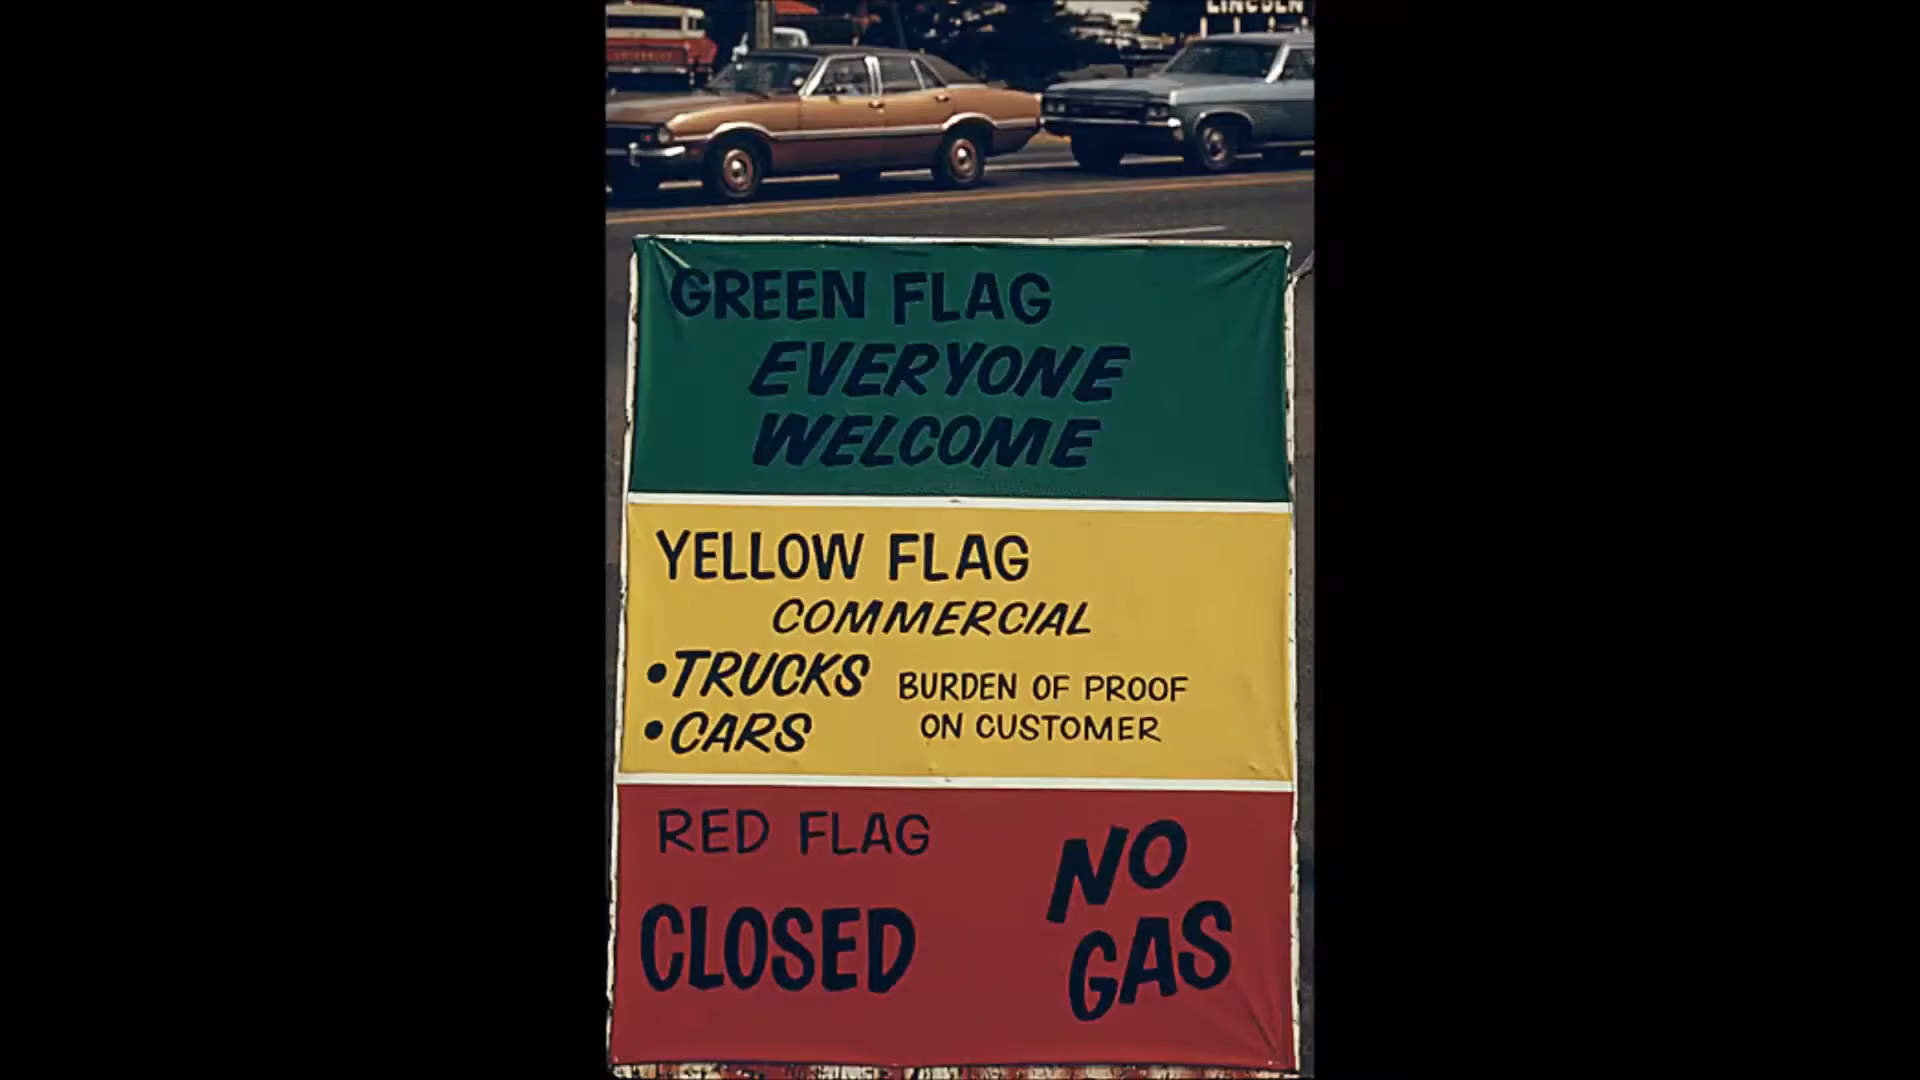 LINCOLN
GREEN FLAG
EVERYONE
WELCOME
YELLOW FLAG
COMMERCIAL
•TRUCKS
•CARS
BURDEN OF PROOF
ON CUSTOMER
RED FLAG
CLOSED
NO
GAS